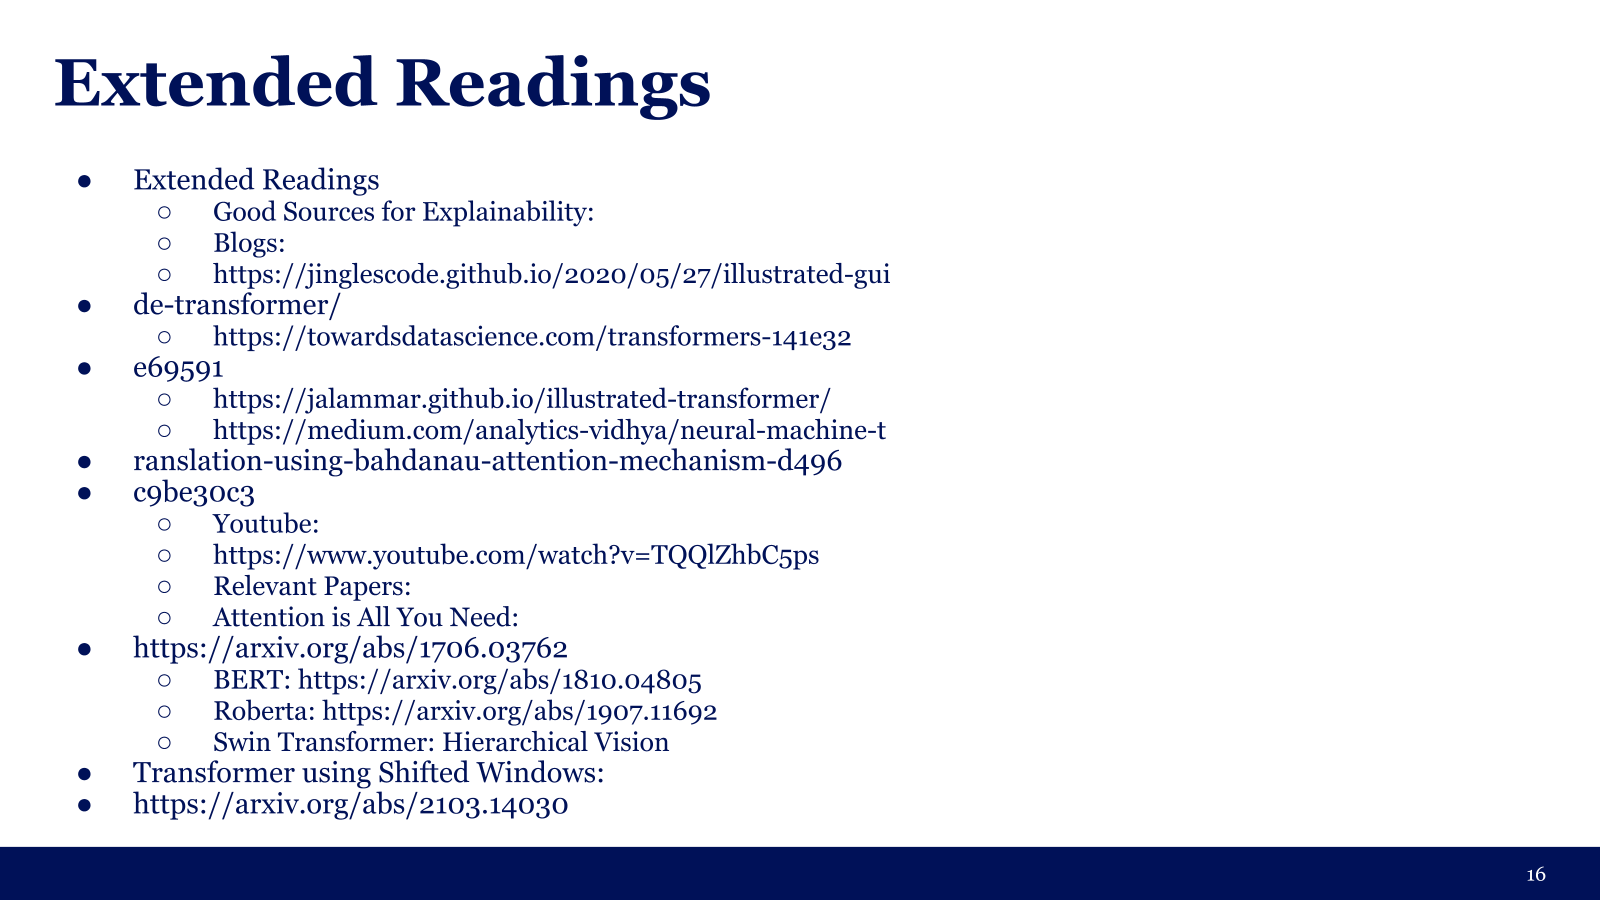 Extended Readings
● Extended Readings
○ Good Sources for Explainability:
○ Blogs:
○ https://jinglescode.github.io/2020/05/27/illustrated-gui
● de-transformer/
○ https://towardsdatascience.com/transformers-141e32
● e69591
○ https://jalammar.github.io/illustrated-transformer/
○ https://medium.com/analytics-vidhya/neural-machine-t
● ranslation-using-bahdanau-attention-mechanism-d496
● c9be30c3
○ Youtube:
○ https://www.youtube.com/watch?v=TQQlZhbC5ps
○ Relevant Papers:
○ Attention is All You Need:
● https://arxiv.org/abs/1706.03762
○ BERT: https://arxiv.org/abs/1810.04805
○ Roberta: https://arxiv.org/abs/1907.11692
○ Swin Transformer: Hierarchical Vision
● Transformer using Shifted Windows:
● https://arxiv.org/abs/2103.14030
16